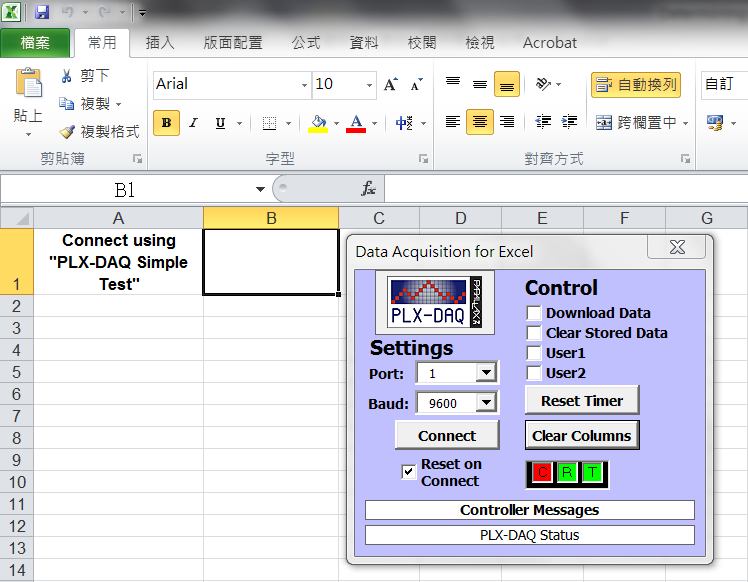 檔案 常用 插入 版面配置 公式 資料 校閱 檢視 Acrobat
貼上
剪下
複製
複製格式
剪貼簿
Arial 10 A A
B I U A 中
字型
自動換列
跨欄置中
對齊方式
自訂
B1 fx
A B C D E F G
1
Connect using
"PLX-DAQ Simple
Test"
2
3
4
5
6
7
8
9
10
11
12
13
14
Data Acquisition for Excel
PLX-DAQ
PARALLAX
Settings
Port: 1
Baud: 9600
Connect
Reset on
Connect
Control
Download Data
Clear Stored Data
User1
User2
Reset Timer
Clear Columns
C R T
Controller Messages
PLX-DAQ Status